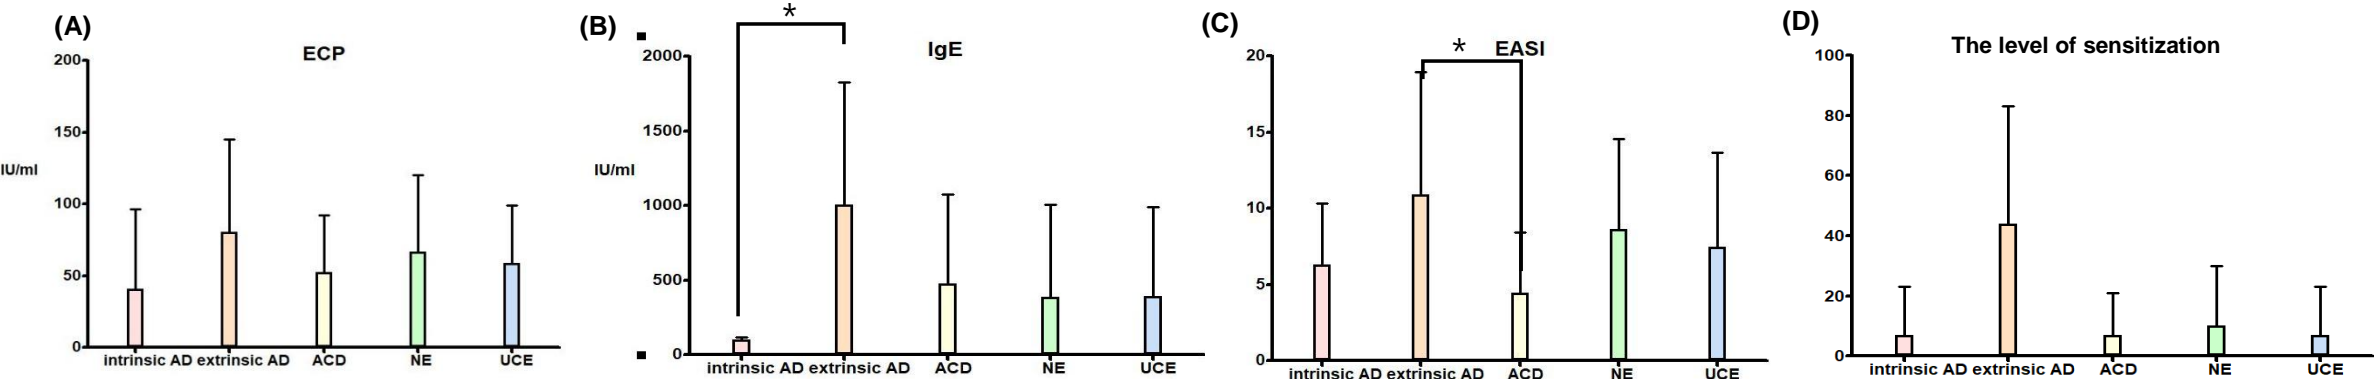 (A)
ECP
200
150
IU/ml
100
50
0
intrinsic AD extrinsic AD ACD NE UCE
(B)
*
IgE
2000
1500
IU/ml
1000
500
0
intrinsic AD extrinsic AD ACD NE UCE
(C)
* EASI
20
15
10
5
0
intrinsic AD extrinsic AD ACD NE UCE
(D)
The level of sensitization
100
80
60
40
20
0
intrinsic AD extrinsic AD ACD NE UCE